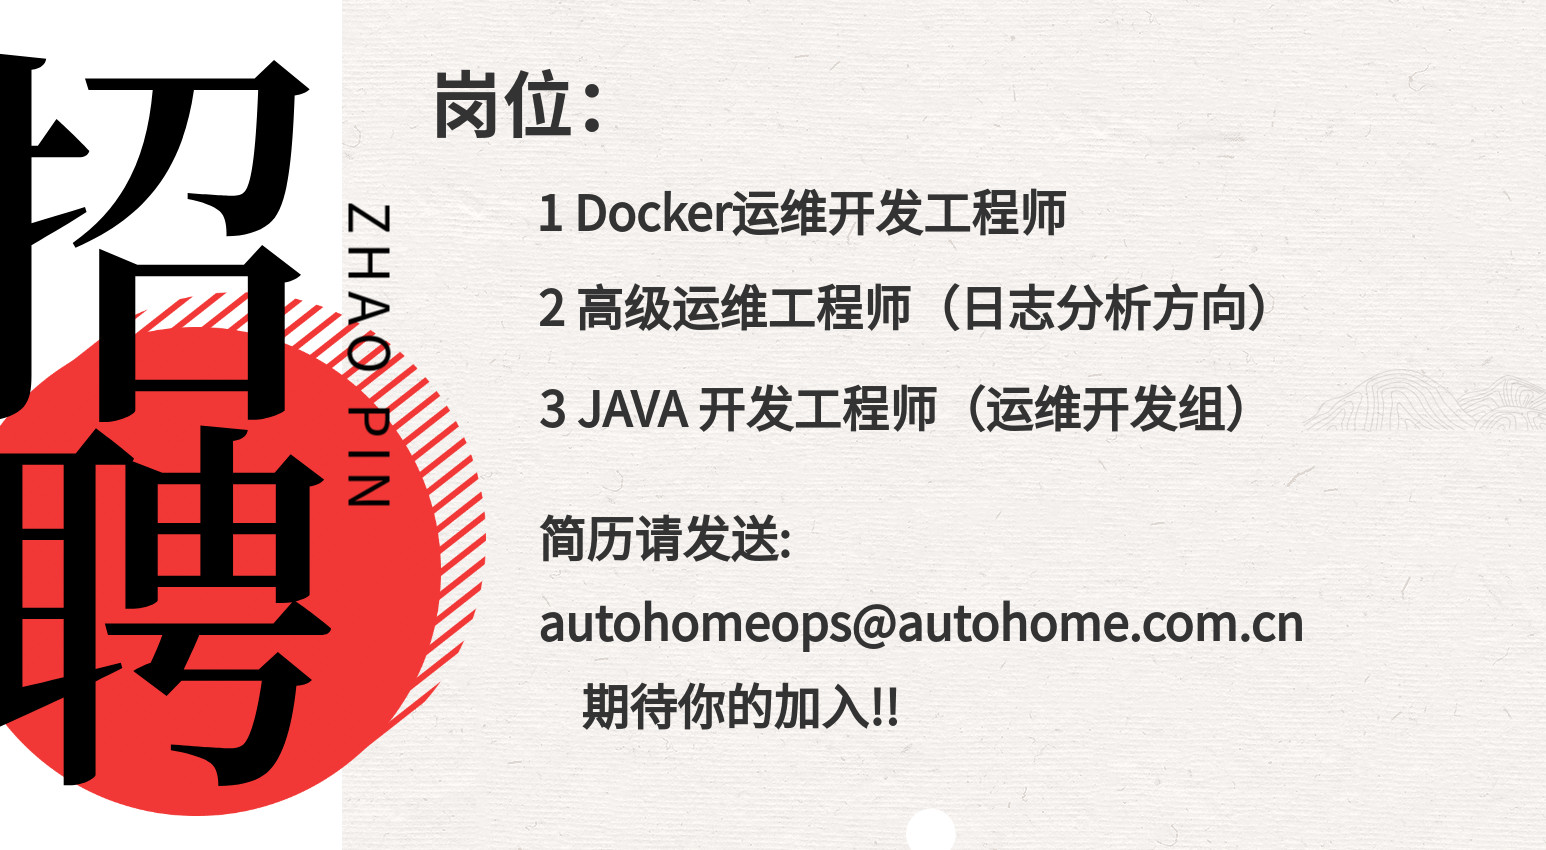 招聘
ZHAO PIN
岗位：
1 Docker运维开发工程师
2 高级运维工程师（日志分析方向）
3 JAVA 开发工程师（运维开发组）
简历请发送:
autohomeops@autohome.com.cn
期待你的加入!!